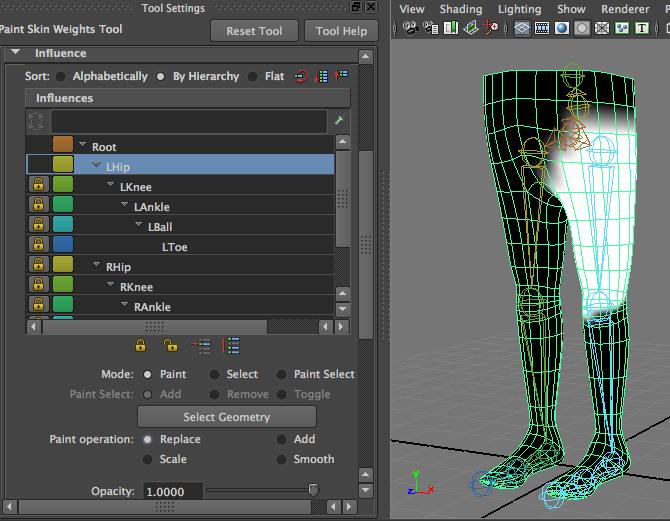 Tool Settings
View Shading Lighting Show Renderer Panels
Paint Skin Weights Tool
Reset Tool
Tool Help
Influence
Sort: Alphabetically By Hierarchy Flat
Influences
Root
LHip
LKnee
LAnkle
LBall
LToe
RHip
RKnee
RAnkle
Mode: Paint Select Paint Select
Paint Select: Add Remove Toggle
Select Geometry
Paint operation: Replace Add
Scale Smooth
Opacity: 1.0000
y
z x